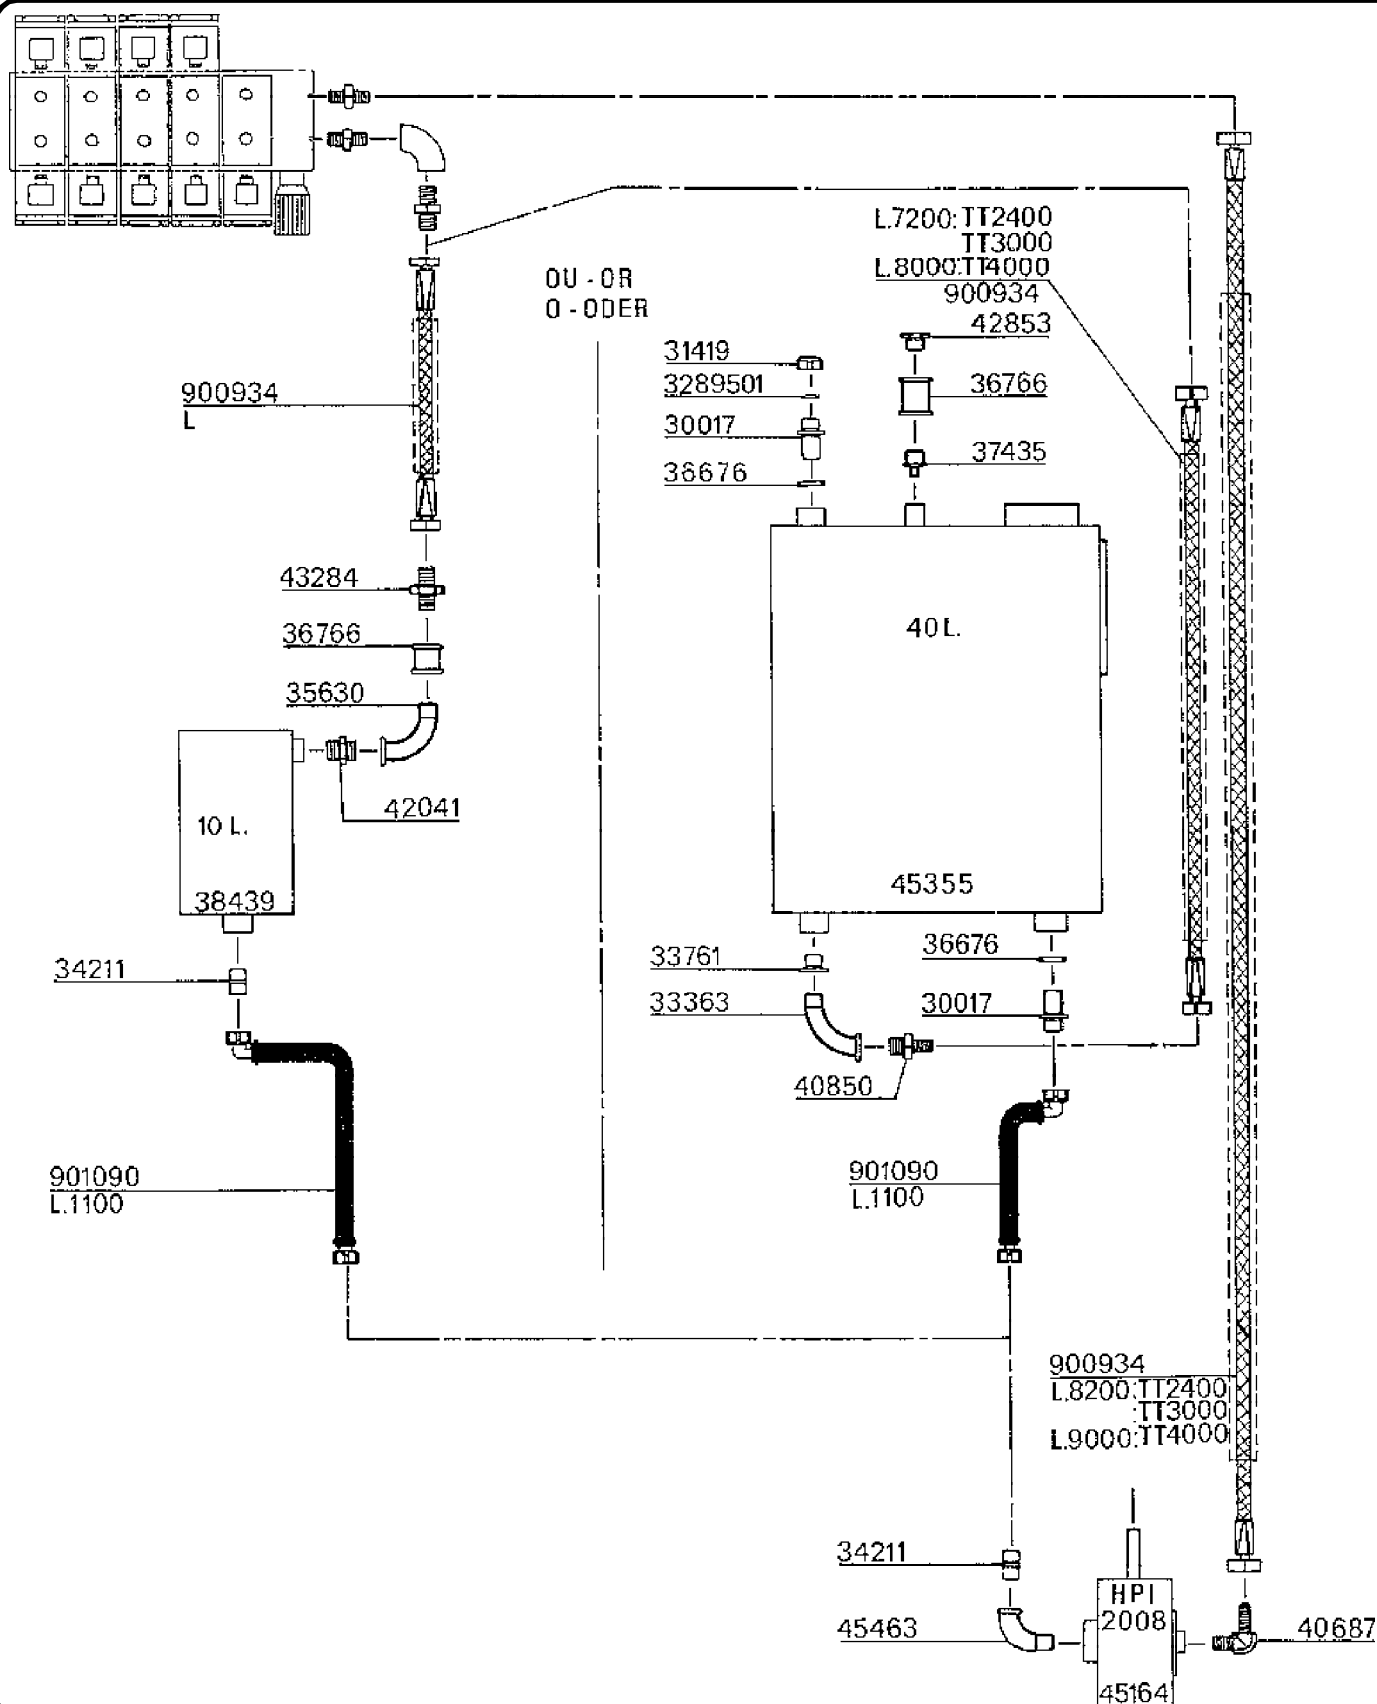 L.7200:TT2400
TT3000
L.8000:TT4000
900934
OU - OR
O - ODER
42853
31419
3289501
36766
900934
L
30017
37435
36676
43284
36766
40 L.
35630
42041
10 L.
38439
45355
34211
33761
36676
33363
30017
40850
901090
L.1100
901090
L.1100
900934
L.8200:TT2400
:TT3000
L.9000:TT4000
34211
HPI
2008
45463
40687
45164